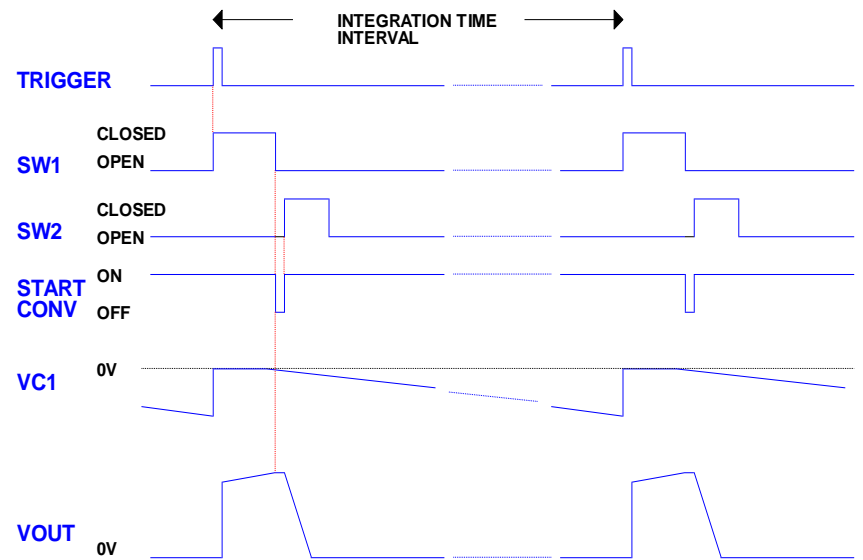 INTEGRATION TIME
INTERVAL
TRIGGER
CLOSED
SW1
OPEN
CLOSED
SW2
OPEN
ON
START
CONV
OFF
0V
VC1
VOUT
0V